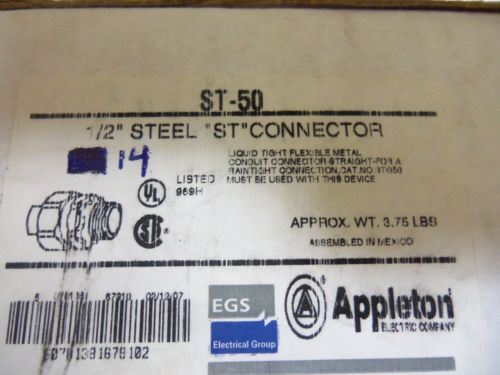 ST-50
1/2" STEEL "ST" CONNECTOR
14
LIQUID TIGHT FLEXIBLE METAL
CONDUIT CONNECTOR-STRAIGHT-FOR A
RAINTIGHT CONNECTION, CAT. NO. STG50
MUST BE USED WITH THIS DEVICE
UL
LISTED
969H
APPROX. WT. 3.75 LBS
ASSEMBLED IN MEXICO
EGS
Electrical Group
A
Appleton
ELECTRIC COMPANY